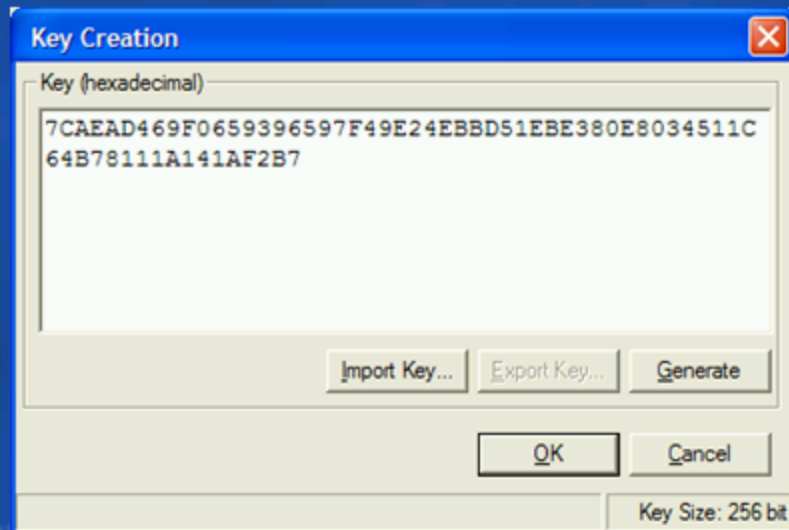 Key Creation
Key (hexadecimal)
7CAEAD469F0659396597F49E24EBBD51EBE380E8034511C
64B78111A141AF2B7
Import Key... Export Key... Generate
OK Cancel
Key Size: 256 bit